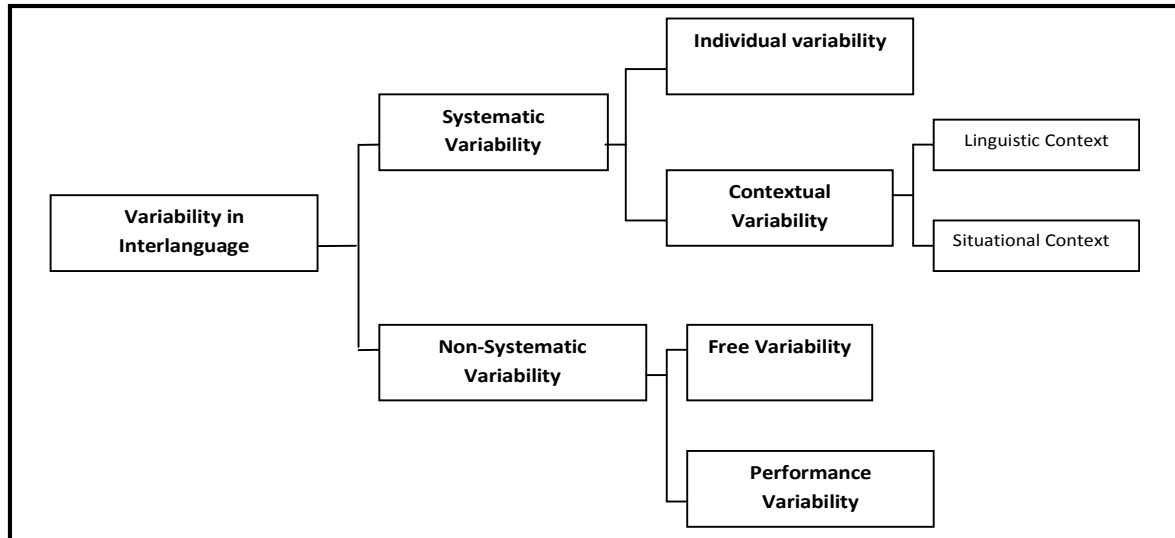 Individual variability
Systematic
Variability
Linguistic Context
Contextual
Variability
Variability in
Interlanguage
Situational Context
Non-Systematic
Variability
Free Variability
Performance
Variability